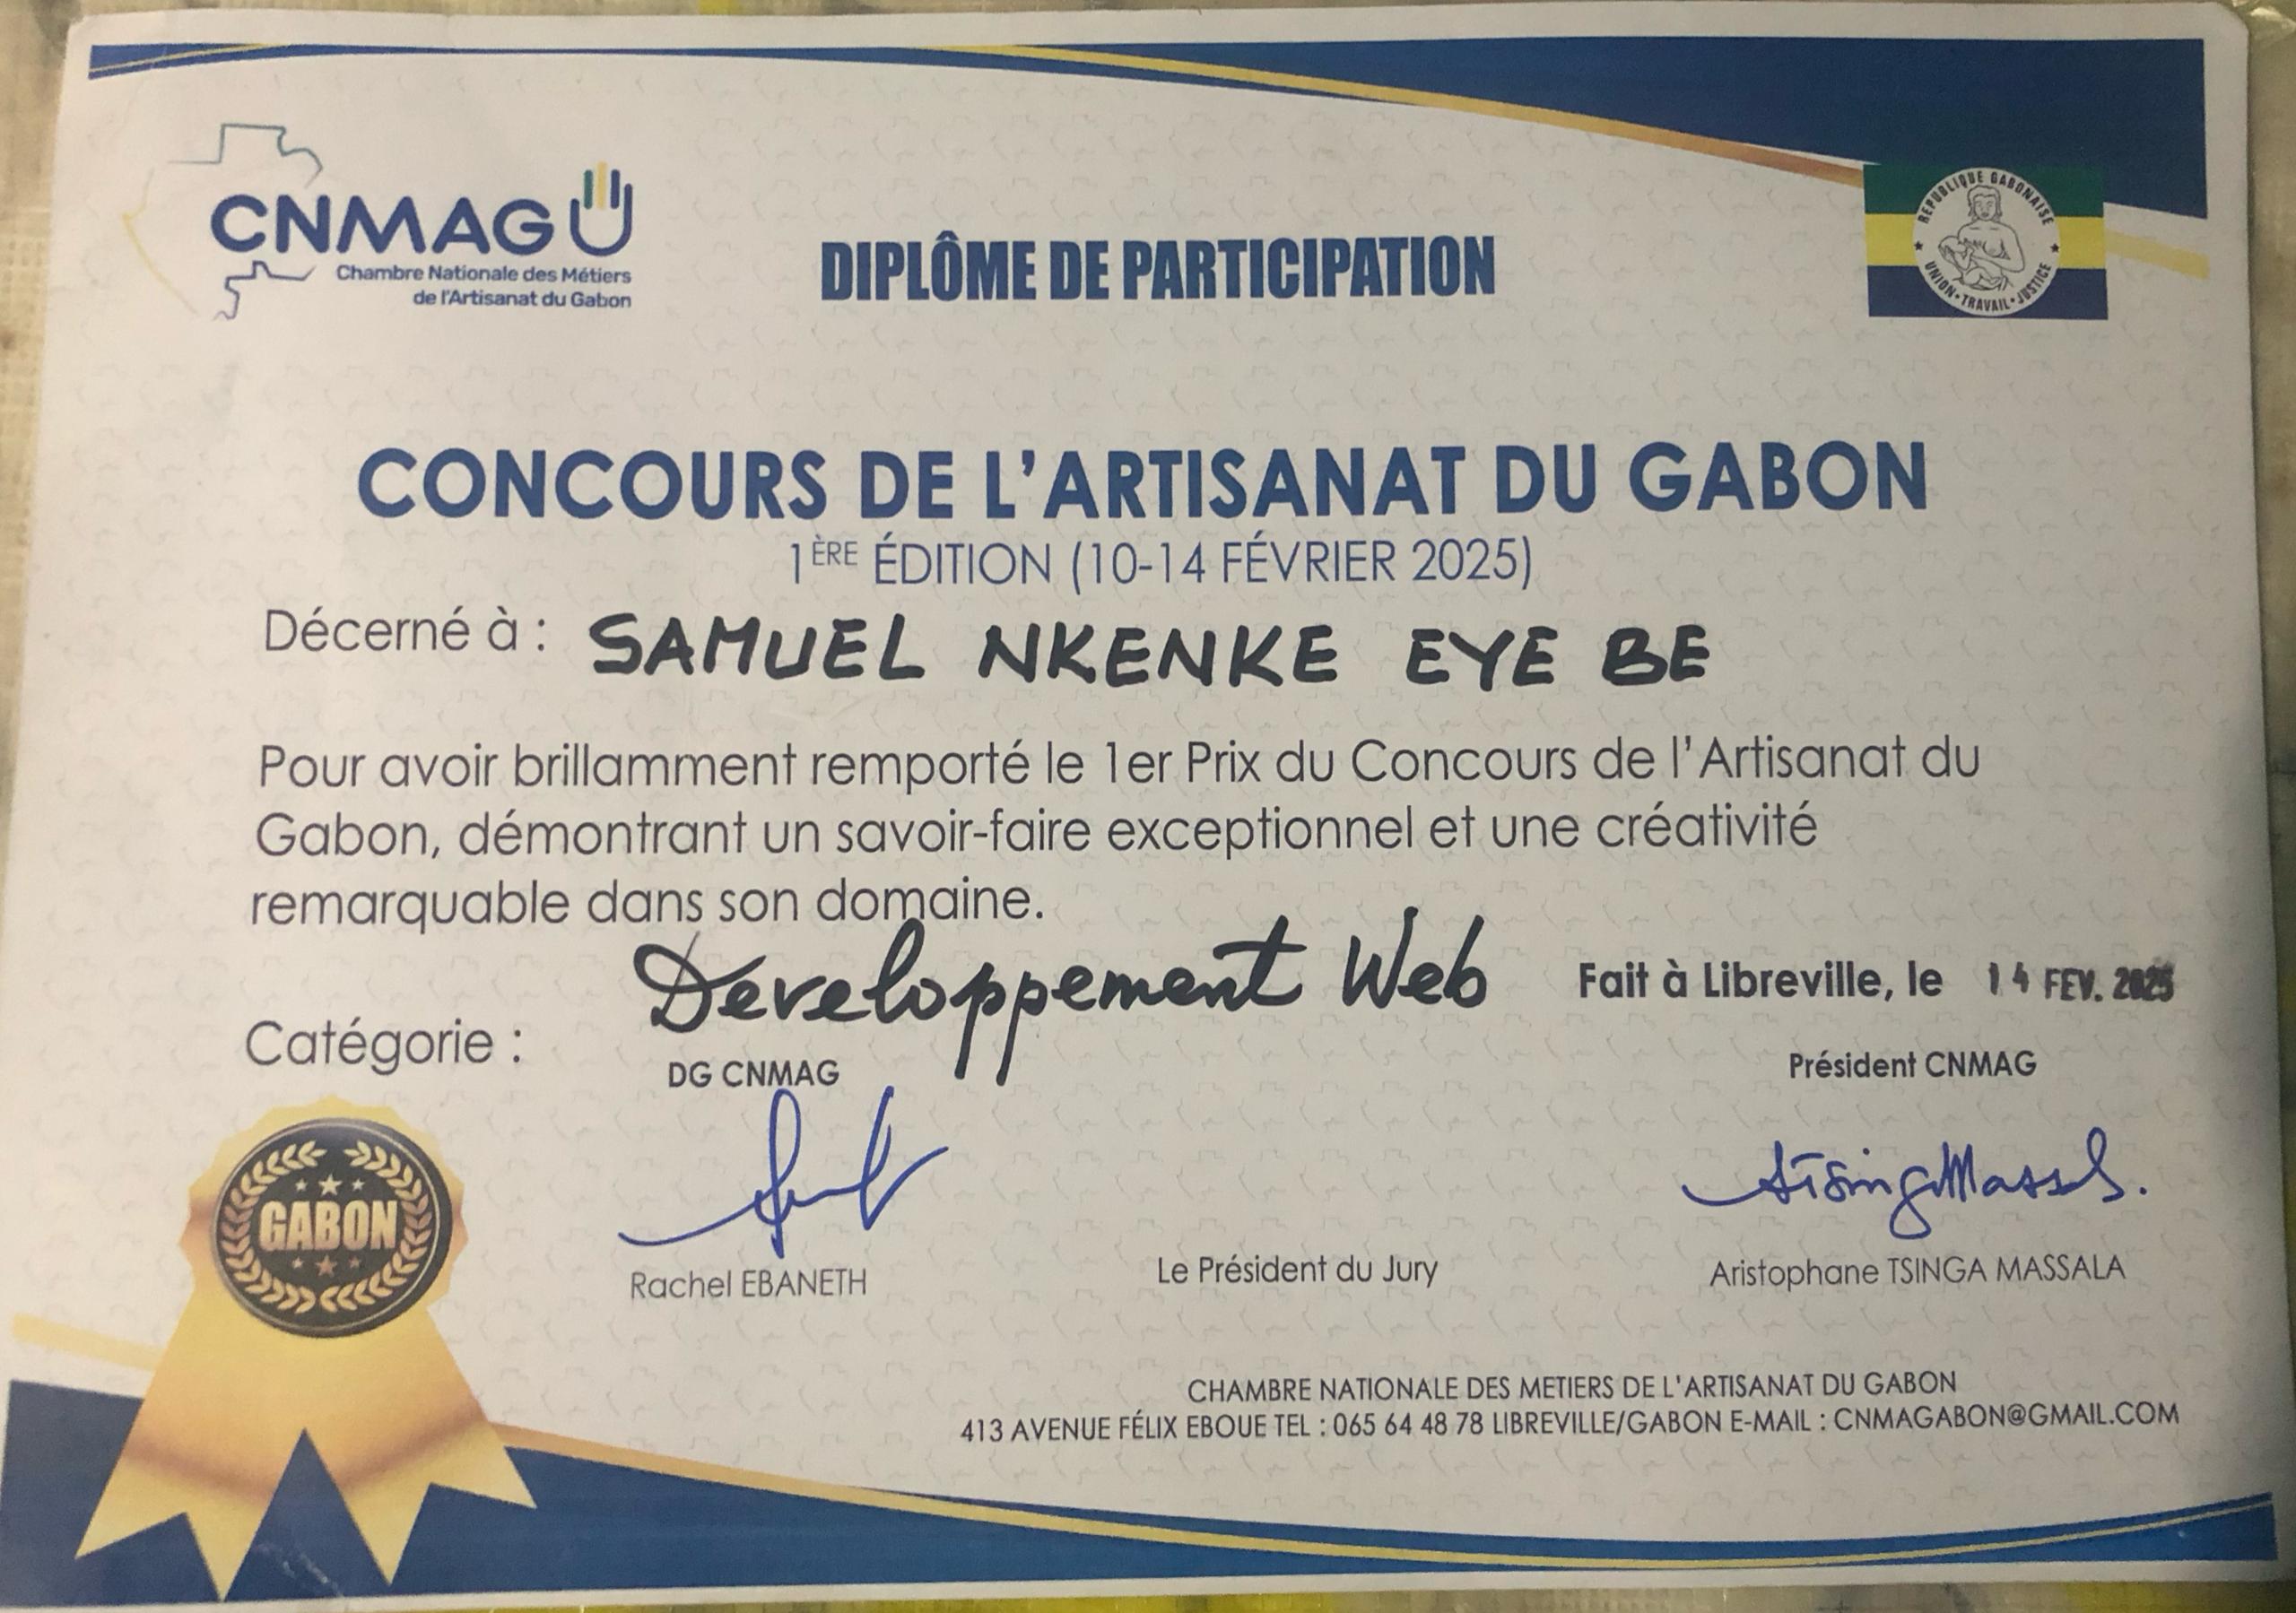 CNMAG
Chambre Nationale des Métiers
de l'Artisanat du Gabon
DIPLÔME DE PARTICIPATION
REPUBLIQUE GABONAISE
UNION • TRAVAIL • JUSTICE
CONCOURS DE L'ARTISANAT DU GABON
1ÈRE ÉDITION (10-14 FÉVRIER 2025)
Décerné à : SAMUEL NKENKE EYE BE
Pour avoir brillamment remporté le 1er Prix du Concours de l'Artisanat du
Gabon, démontrant un savoir-faire exceptionnel et une créativité
remarquable dans son domaine.
Catégorie : Developpement Web
Fait à Libreville, le 14 FEV. 2025
DG CNMAG
Président CNMAG
GABON
Rachel EBANETH
Le Président du Jury
Aristophane TSINGA MASSALA
CHAMBRE NATIONALE DES METIERS DE L'ARTISANAT DU GABON
413 AVENUE FÉLIX EBOUE TEL : 065 64 48 78 LIBREVILLE/GABON E-MAIL : CNMAGABON@GMAIL.COM